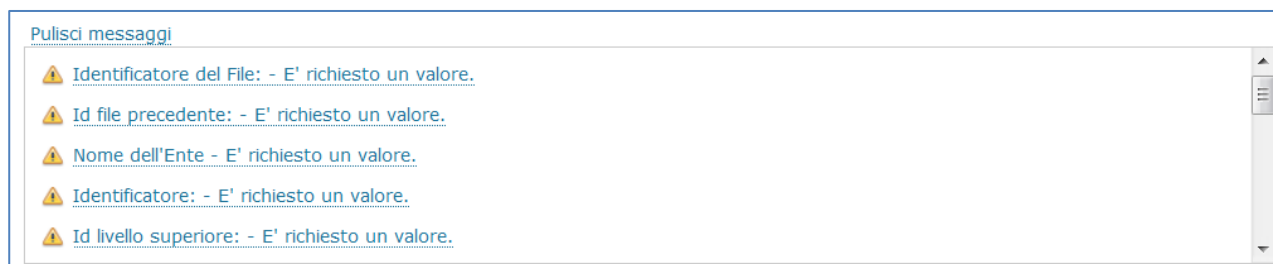 Pulisci messaggi
Identificatore del File: - E' richiesto un valore.
Id file precedente: - E' richiesto un valore.
Nome dell'Ente - E' richiesto un valore.
Identificatore: - E' richiesto un valore.
Id livello superiore: - E' richiesto un valore.